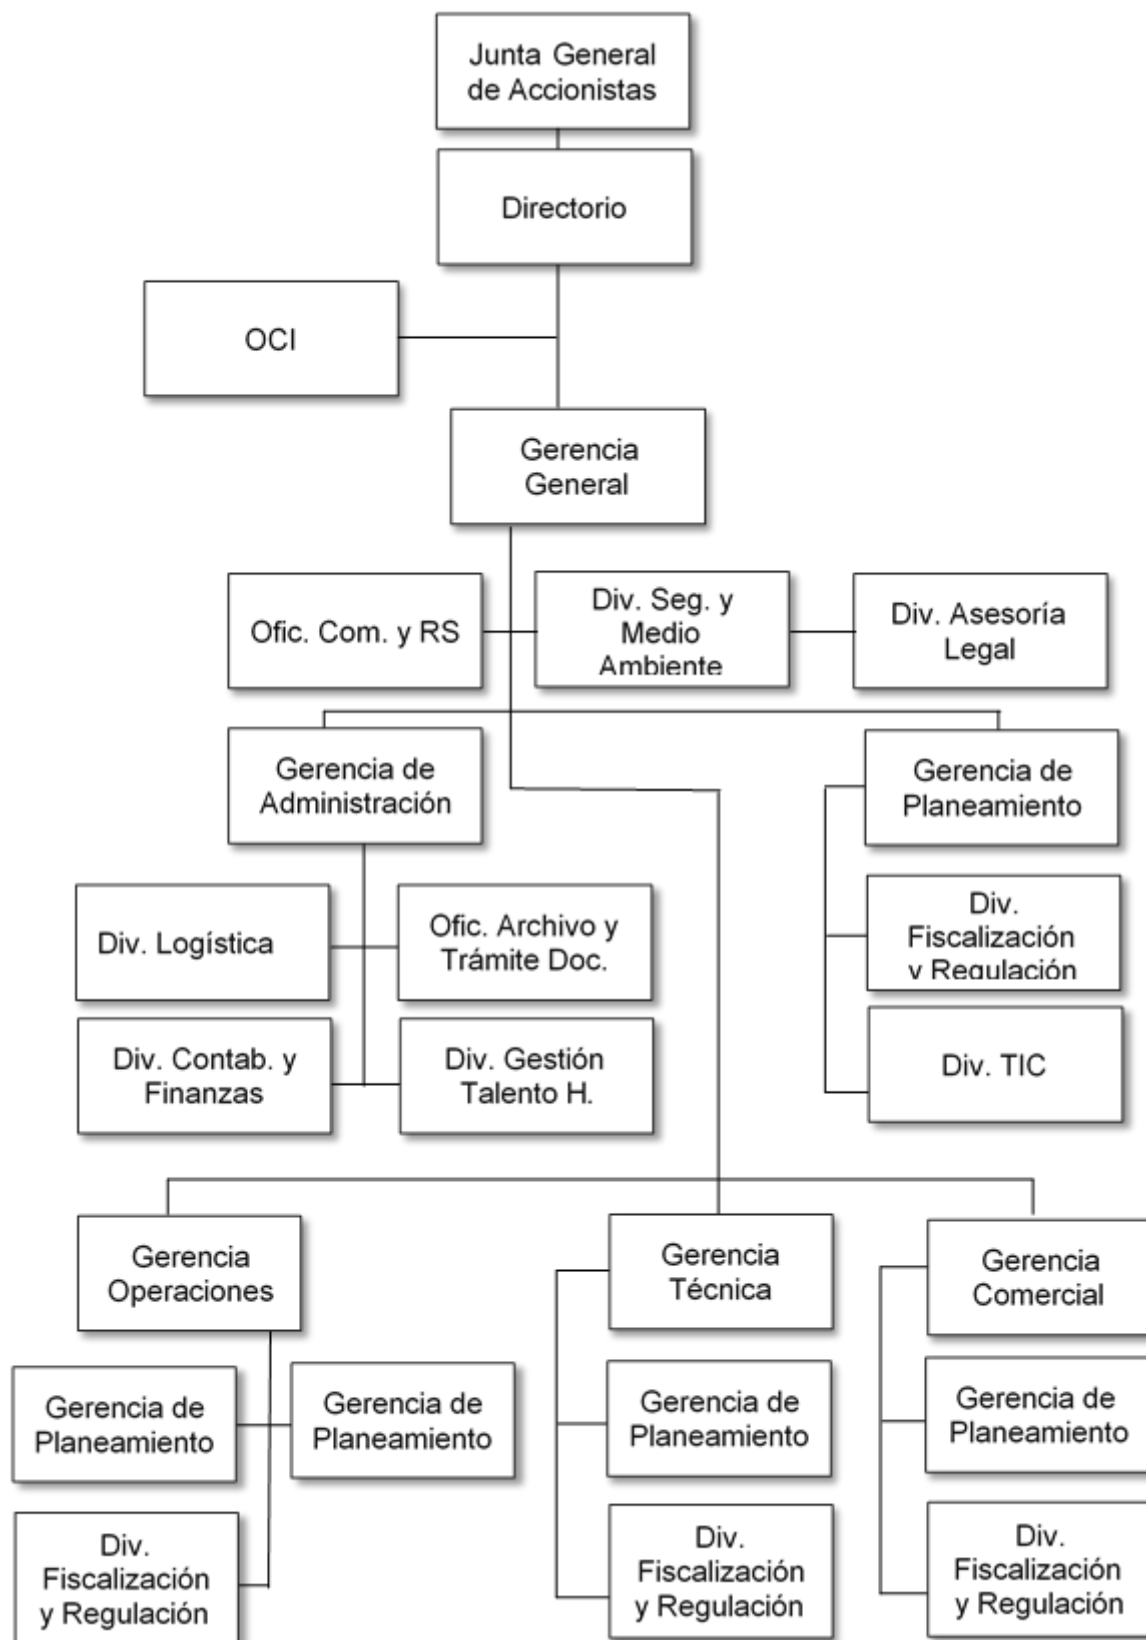 Junta General
de Accionistas
Directorio
OCI
Gerencia
General
Ofic. Com. y RS
Div. Seg. y
Medio
Ambiente
Div. Asesoría
Legal
Gerencia de
Administración
Gerencia de
Planeamiento
Div. Logística
Ofic. Archivo y
Trámite Doc.
Div.
Fiscalización
y Regulación
Div. Contab. y
Finanzas
Div. Gestión
Talento H.
Div. TIC
Gerencia
Operaciones
Gerencia
Técnica
Gerencia
Comercial
Gerencia de
Planeamiento
Gerencia de
Planeamiento
Gerencia de
Planeamiento
Gerencia de
Planeamiento
Div.
Fiscalización
y Regulación
Div.
Fiscalización
y Regulación
Div.
Fiscalización
y Regulación